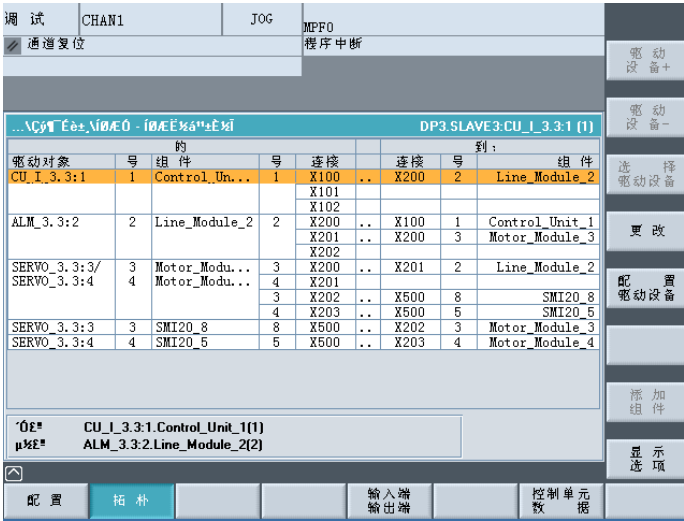 调 试 CHAN1 JOG MPF0
通道复位 程序中断
驱 动
设 备+
驱 动
设 备-
选 择
驱动设备
更 改
配 置
驱动设备
添 加
组 件
显 示
选 项
DP3.SLAVE3:CU_I_3.3:1 (1)
的 到:
驱动对象 号 组 件 号 连接 连接 号 组 件
CU_I_3.3:1 1 Control_Un... 1 X100 .. X200 2 Line_Module_2
X101
X102
ALM_3.3:2 2 Line_Module_2 2 X200 .. X100 1 Control_Unit_1
X201 .. X200 3 Motor_Module_3
X202
SERVO_3.3:3/ 3 Motor_Modu... 3 X200 .. X201 2 Line_Module_2
SERVO_3.3:4 4 Motor_Modu... 4 X201
3 X202 .. X500 8 SMI20_8
4 X203 .. X500 5 SMI20_5
SERVO_3.3:3 3 SMI20_8 8 X500 .. X202 3 Motor_Module_3
SERVO_3.3:4 4 SMI20_5 5 X500 .. X203 4 Motor_Module_4
´Ó£º CU_I_3.3:1.Control_Unit_1(1)
µ½£º ALM_3.3:2.Line_Module_2(2)
配 置 拓 朴 输入端 控制单元
输出端 数 据